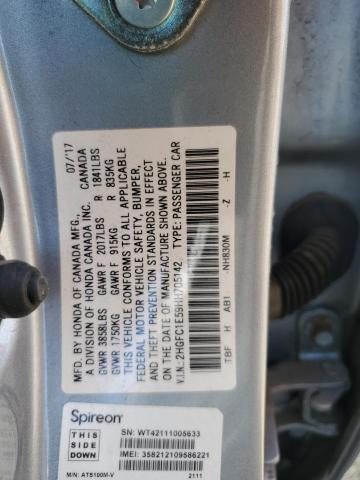 MFD. BY HONDA OF CANADA MFG., 07/'17
A DIVISION OF HONDA CANADA INC. CANADA
GVWR 3858LBS GAWR F 2017LBS R 1841LBS
GVWR 1750KG GAWR F 915KG R 835KG
THIS VEHICLE CONFORMS TO ALL APPLICABLE
FEDERAL MOTOR VEHICLE SAFETY, BUMPER,
AND THEFT PREVENTION STANDARDS IN EFFECT
ON THE DATE OF MANUFACTURE SHOWN ABOVE.
V.I.N.: TYPE: PASSENGER CAR
TBF H AB1 NH830M -Z -H
Spireon™
THIS
SIDE
DOWN
SN: WT42111005633
IMEI: 358212109586221
M/N: ATS100M-V 2111